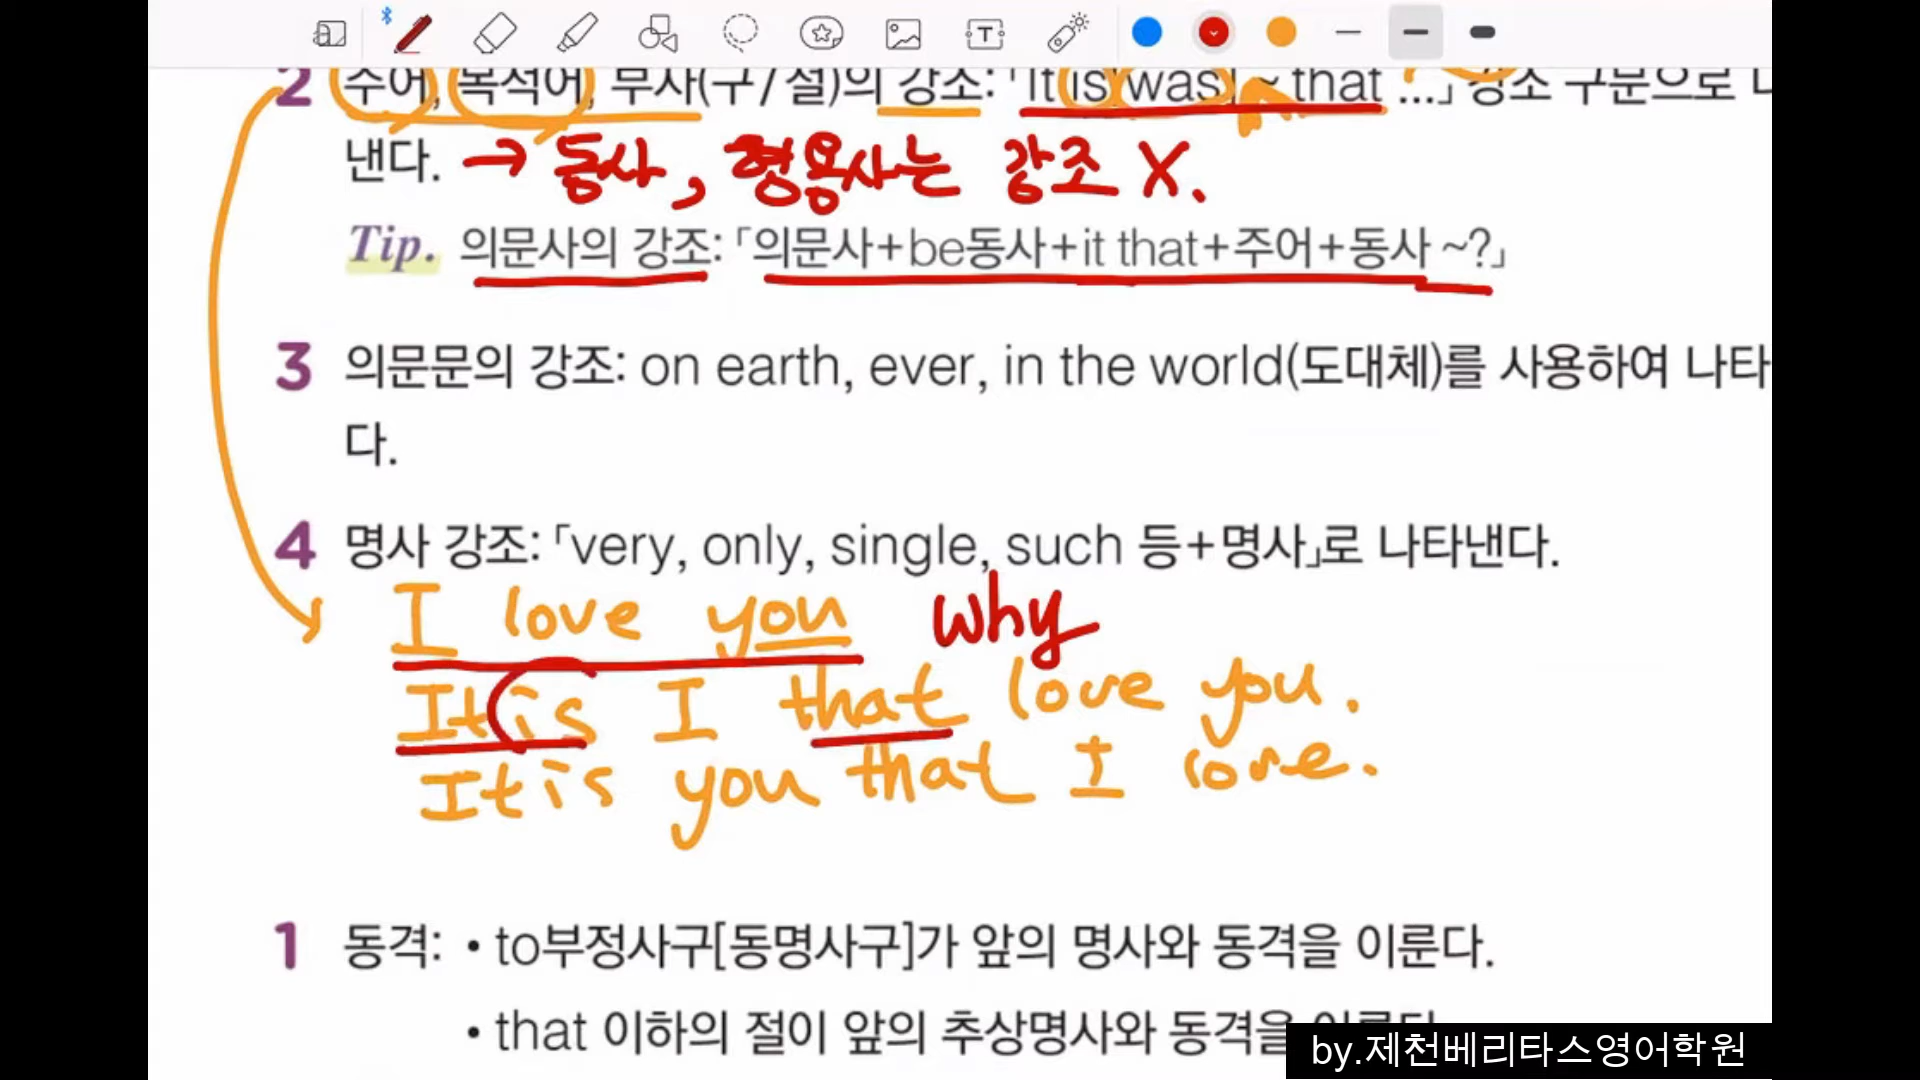 2 주어, 목적어, 부사(구/절)의 강조: 「It is[was] ~ that ...」 강조 구문으로 나
낸다. → 동사, 형용사는 강조 X.
Tip. 의문사의 강조: 「의문사+be동사+it that+주어+동사 ~?」
3 의문문의 강조: on earth, ever, in the world(도대체)를 사용하여 나타
다.
4 명사 강조: 「very, only, single, such 등+명사」로 나타낸다.
I love you why
It is I that love you.
It is you that I love.
1 동격: • to부정사구[동명사구]가 앞의 명사와 동격을 이룬다.
• that 이하의 절이 앞의 추상명사와 동격을
by.제천베리타스영어학원